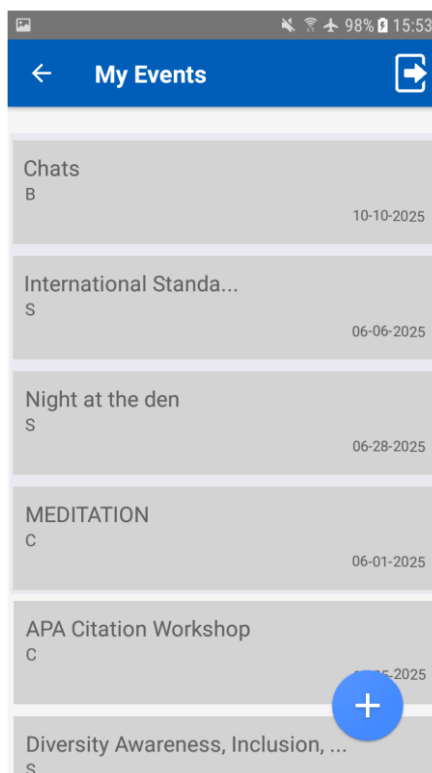 98% 15:53
My Events
Chats
B
10-10-2025
International Standa...
S
06-06-2025
Night at the den
S
06-28-2025
MEDITATION
C
06-01-2025
APA Citation Workshop
C
-2025
Diversity Awareness, Inclusion, ...
S